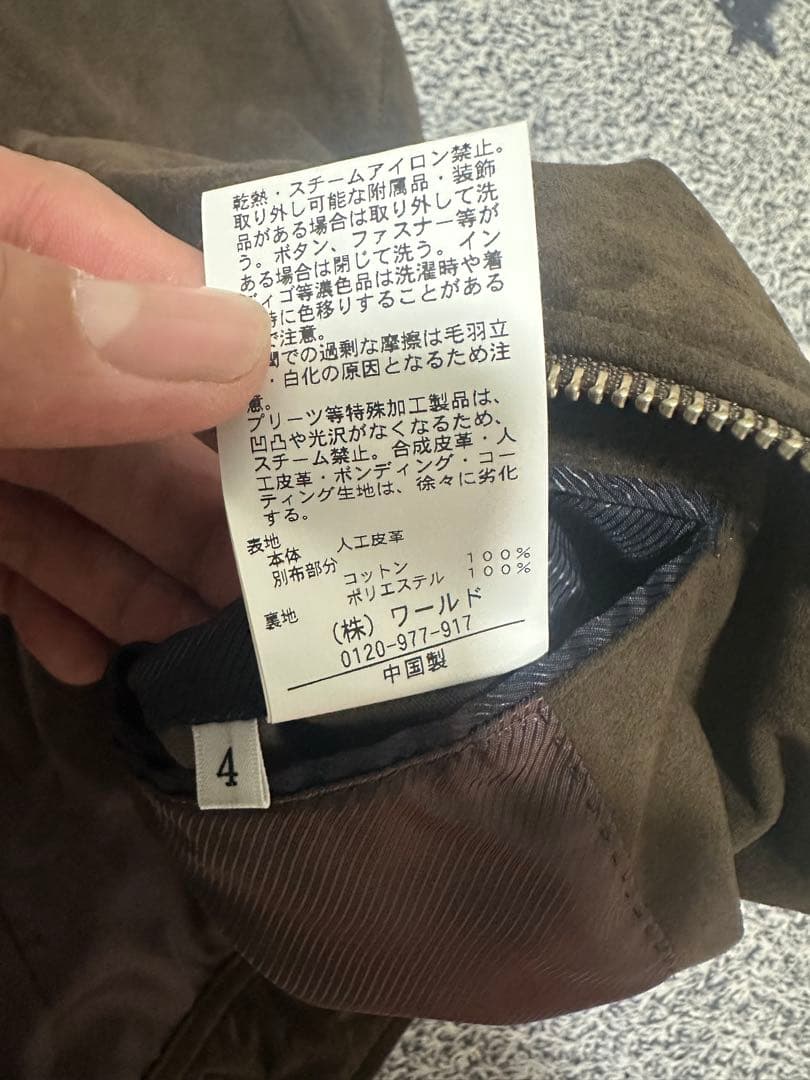 乾熱・スチームアイロン禁止。
取り外し可能な附属品・装飾
品がある場合は取り外して洗
う。ボタン、ファスナー等が
ある場合は閉じて洗う。イン
ィゴ等濃色品は洗濯時や着
時に色移りすることがある
で注意。
間での過剰な摩擦は毛羽立
・白化の原因となるため注
意。
プリーツ等特殊加工製品は、
凹凸や光沢がなくなるため、
スチーム禁止。合成皮革・人
工皮革・ボンディング・コー
ティング生地は、徐々に劣化
する。
表地
本体 人工皮革
別布部分 コットン 100%
裏地 ポリエステル 100%
(株)ワールド
0120-977-917
中国製
4